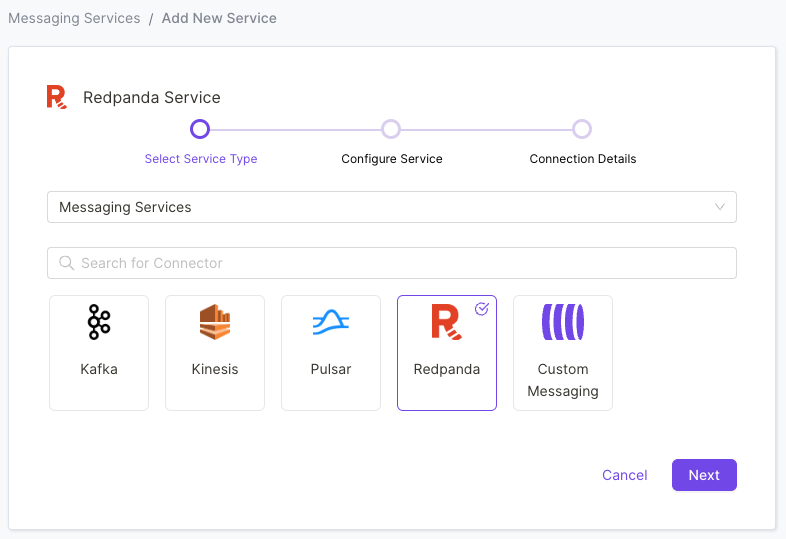 Messaging Services / Add New Service
Redpanda Service
Select Service Type
Configure Service
Connection Details
Messaging Services
Search for Connector
Kafka
Kinesis
Pulsar
Redpanda
Custom
Messaging
Cancel
Next